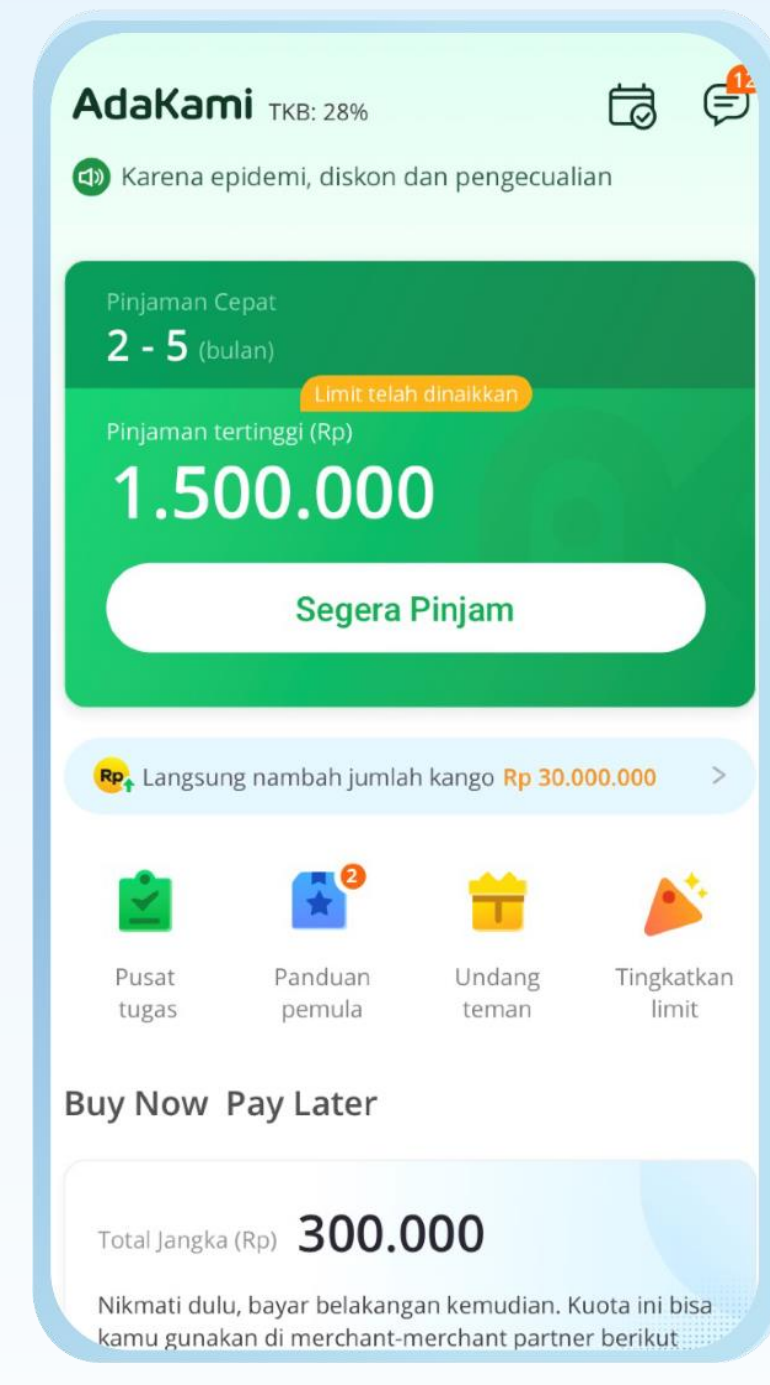 AdaKami TKB: 28%
12
Karena epidemi, diskon dan pengecualian
Pinjaman Cepat
2 - 5 (bulan)
Limit telah dinaikkan
Pinjaman tertinggi (Rp)
1.500.000
Segera Pinjam
Rp Langsung nambah jumlah kango Rp 30.000.000 >
2
Pusat tugas
Panduan pemula
Undang teman
Tingkatkan limit
Buy Now Pay Later
Total Jangka (Rp) 300.000
Nikmati dulu, bayar belakangan kemudian. Kuota ini bisa
kamu gunakan di merchant-merchant partner berikut